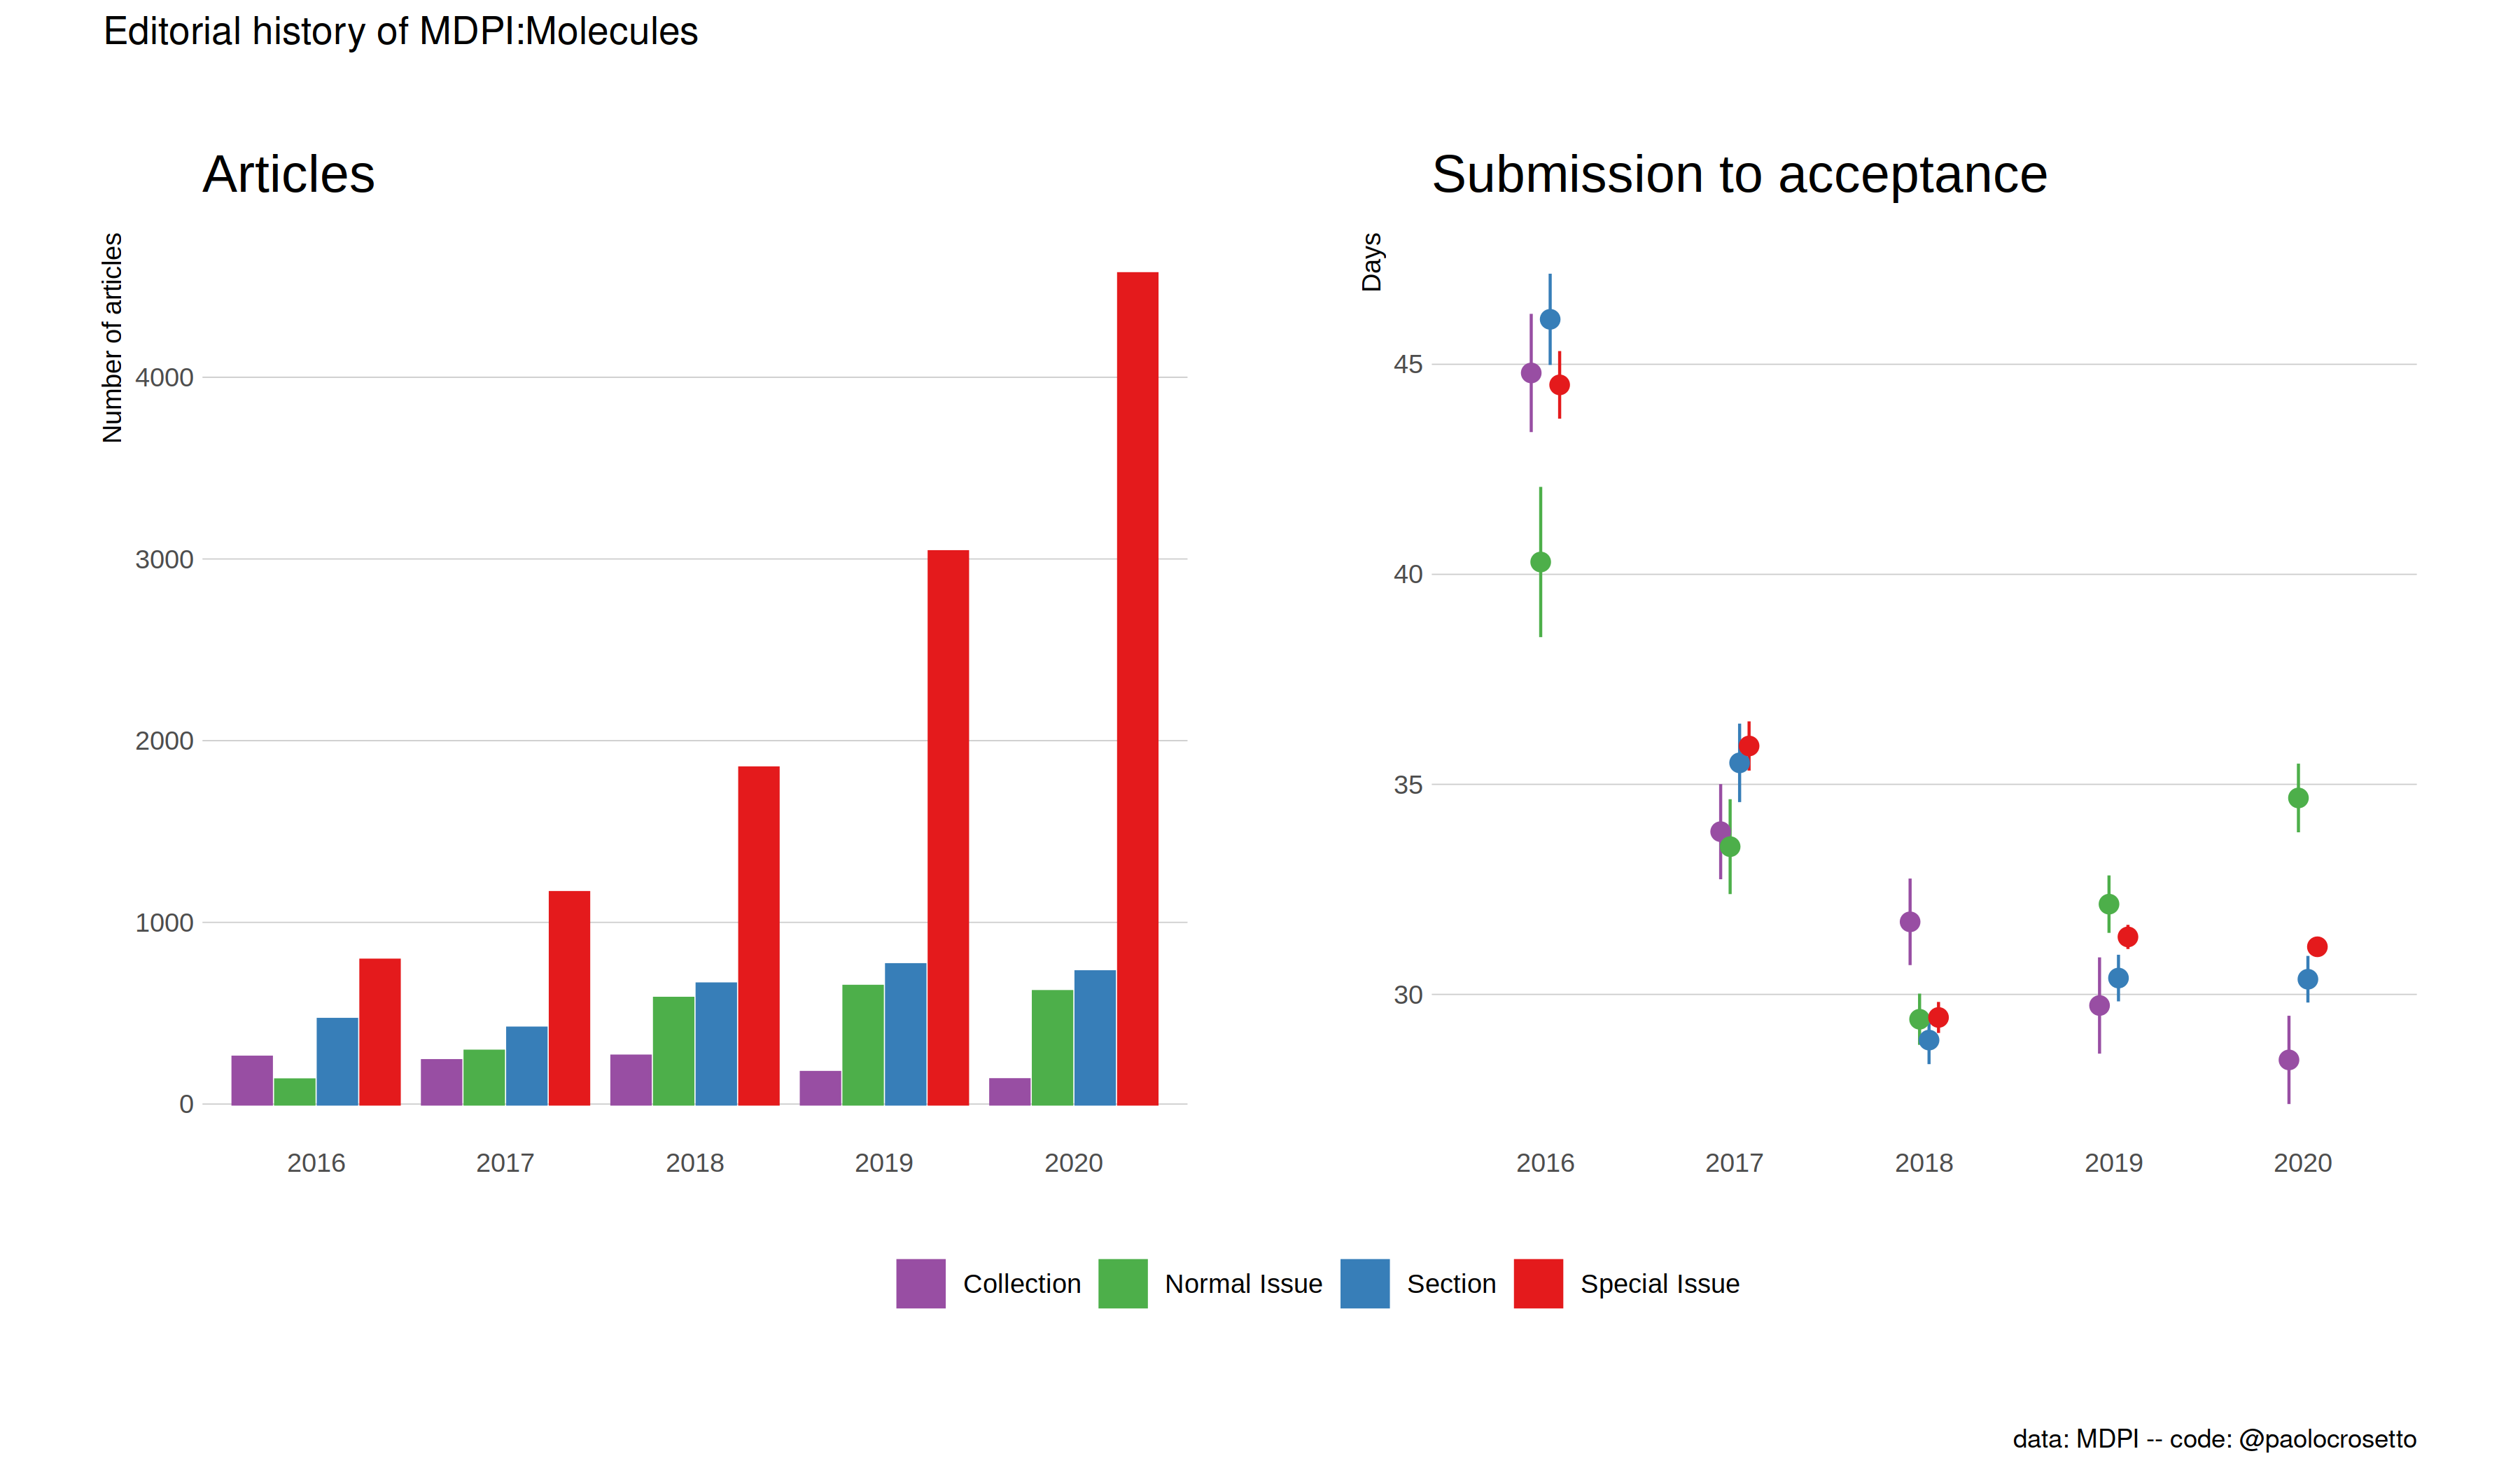 Editorial history of MDPI:Molecules
Articles
Number of articles
4000
3000
2000
1000
0
2016 2017 2018 2019 2020
Submission to acceptance
Days
45
40
35
30
2016 2017 2018 2019 2020
Collection Normal Issue Section Special Issue
data: MDPI -- code: @paolocrosetto